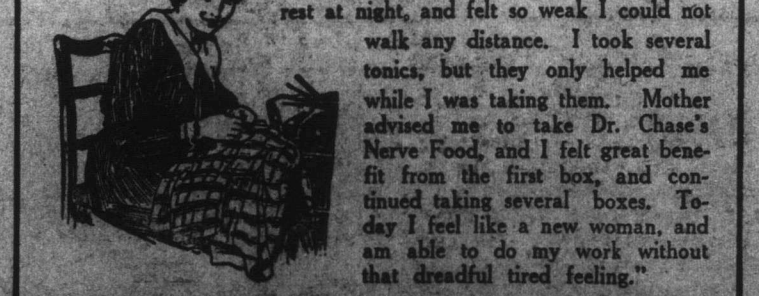 rest at night, and felt so weak I could not
walk any distance. I took several
tonics, but they only helped me
while I was taking them. Mother
advised me to take Dr. Chase's
Nerve Food, and I felt great bene-
fit from the first box, and con-
tinued taking several boxes. To-
day I feel like a new woman, and
am able to do my work without
that dreadful tired feeling."